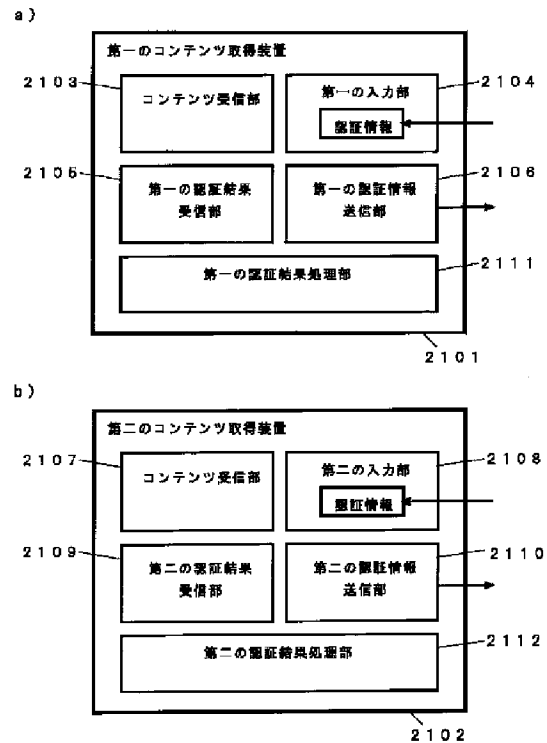 a)
第一のコンテンツ取得装置
2103
コンテンツ受信部
第一の入力部
2104
認証情報
2105
第一の認証結果
受信部
第一の認証情報
送信部
2106
第一の認証結果処理部
2111
2101
b)
第二のコンテンツ取得装置
2107
コンテンツ受信部
第二の入力部
2108
認証情報
2109
第二の認証結果
受信部
第二の認証情報
送信部
2110
第二の認証結果処理部
2112
2102